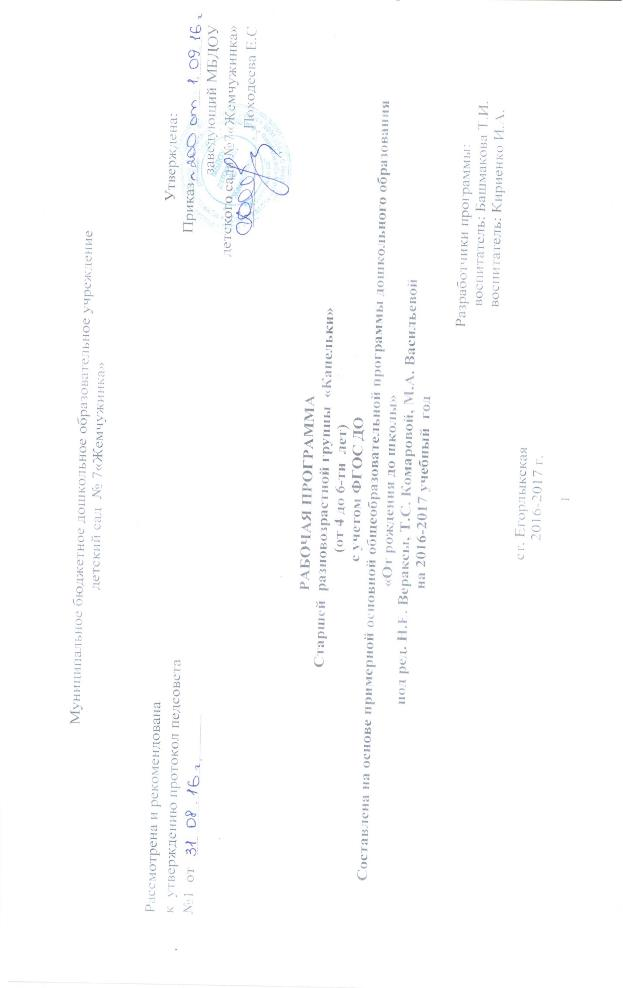 Муниципальное бюджетное дошкольное образовательное учреждение
детский сад № 7 «Жемчужинка»
Рассмотрена и рекомендована
к утверждению протокол педсовета
№1 от 31.08.16 г.
Утверждена:
Приказ № 200 от 1.09.16 г.
заведующий МБДОУ
детского сада №7 «Жемчужинка»
Походеева Е.С
РАБОЧАЯ ПРОГРАММА
Старшей разновозрастной группы «Капельки»
(от 4 до 6-ти лет)
с учетом ФГОС ДО
Составлена на основе примерной основной общеобразовательной программы дошкольного образования
«От рождения до школы»
под ред. Н.Е. Вераксы, Т.С. Комаровой, М.А. Васильевой
на 2016-2017 учебный год
Разработчики программы:
воспитатель: Башмакова Т.И.
воспитатель: Кириенко И.А.
ст. Егорлыкская
2016-2017 г.
1